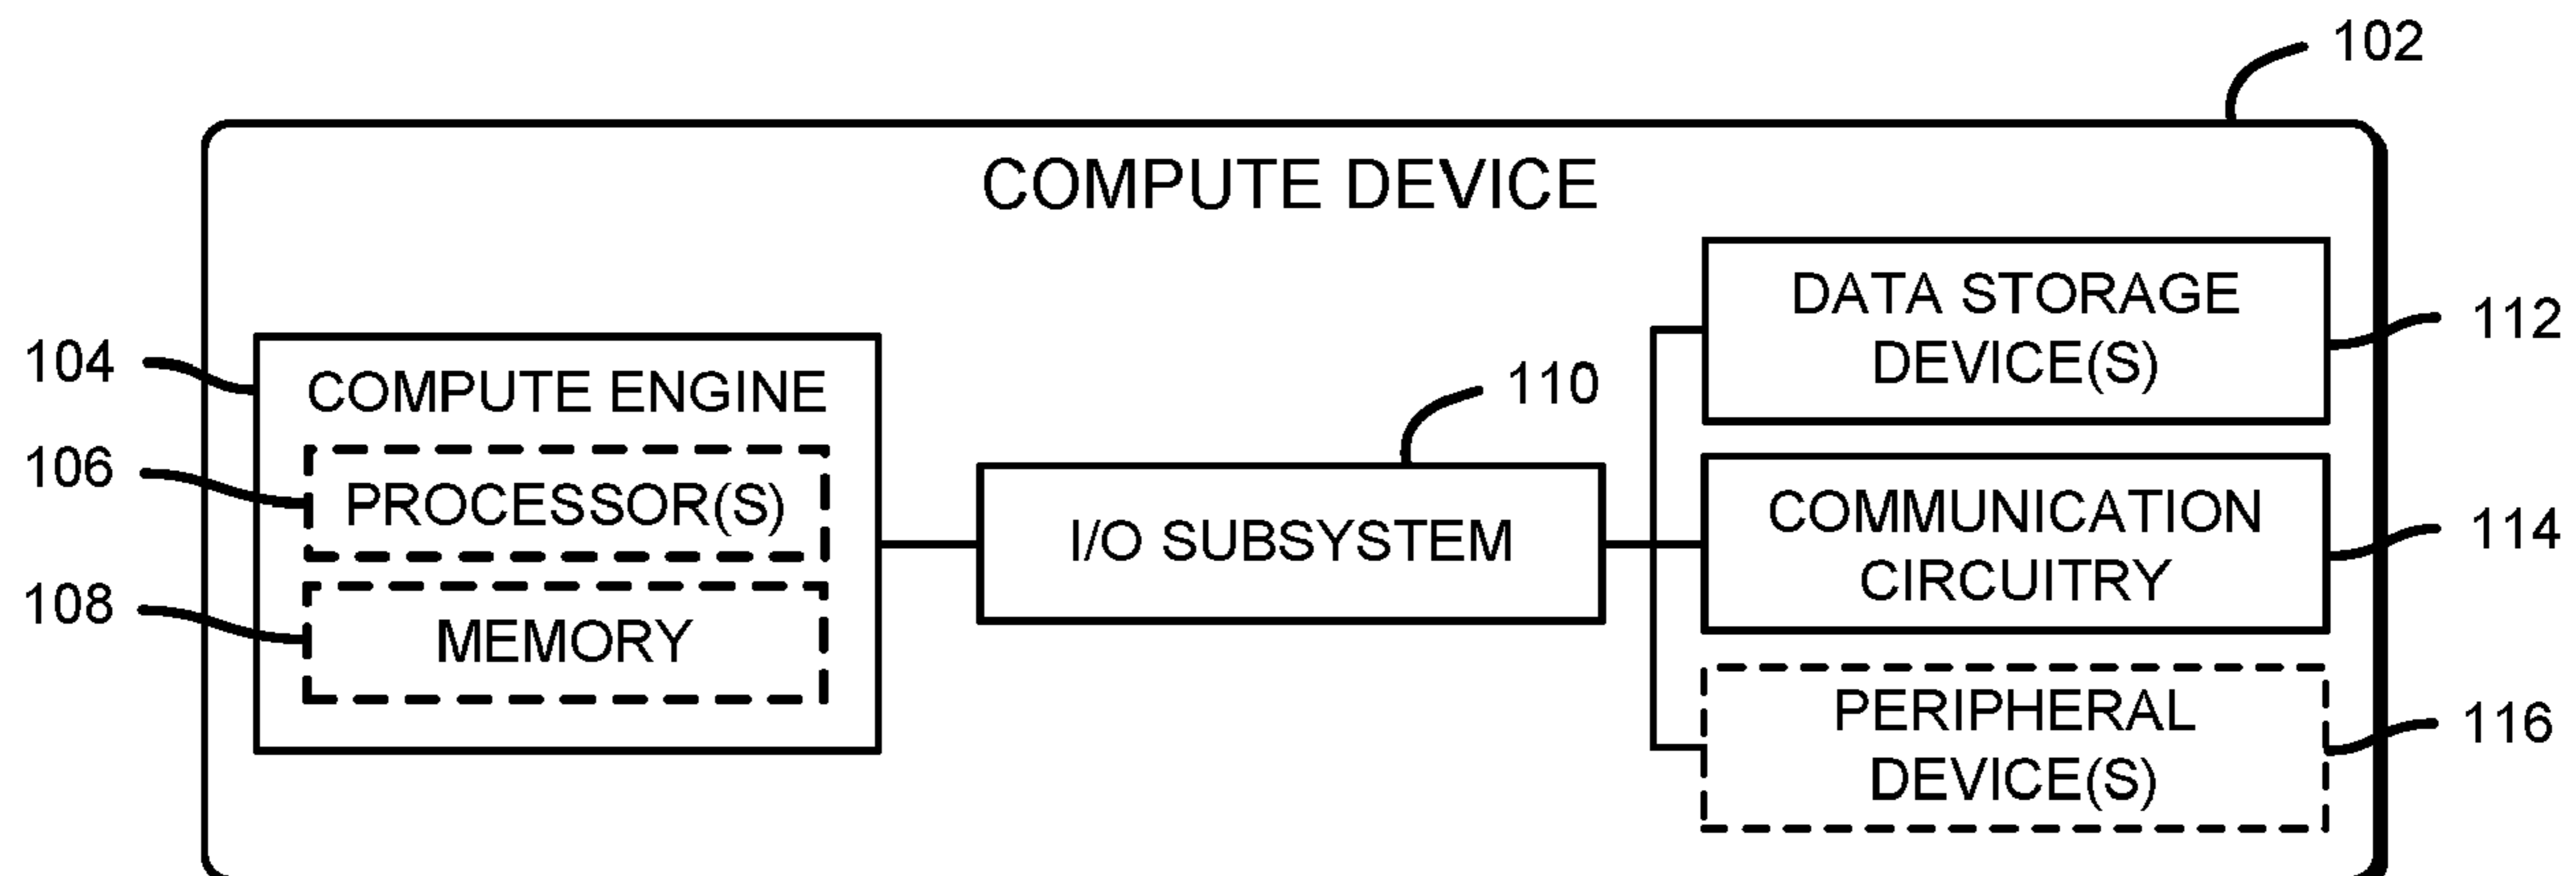 102
COMPUTE DEVICE
104
COMPUTE ENGINE
106
PROCESSOR(S)
108
MEMORY
110
I/O SUBSYSTEM
DATA STORAGE
DEVICE(S)
112
COMMUNICATION
CIRCUITRY
114
PERIPHERAL
DEVICE(S)
116